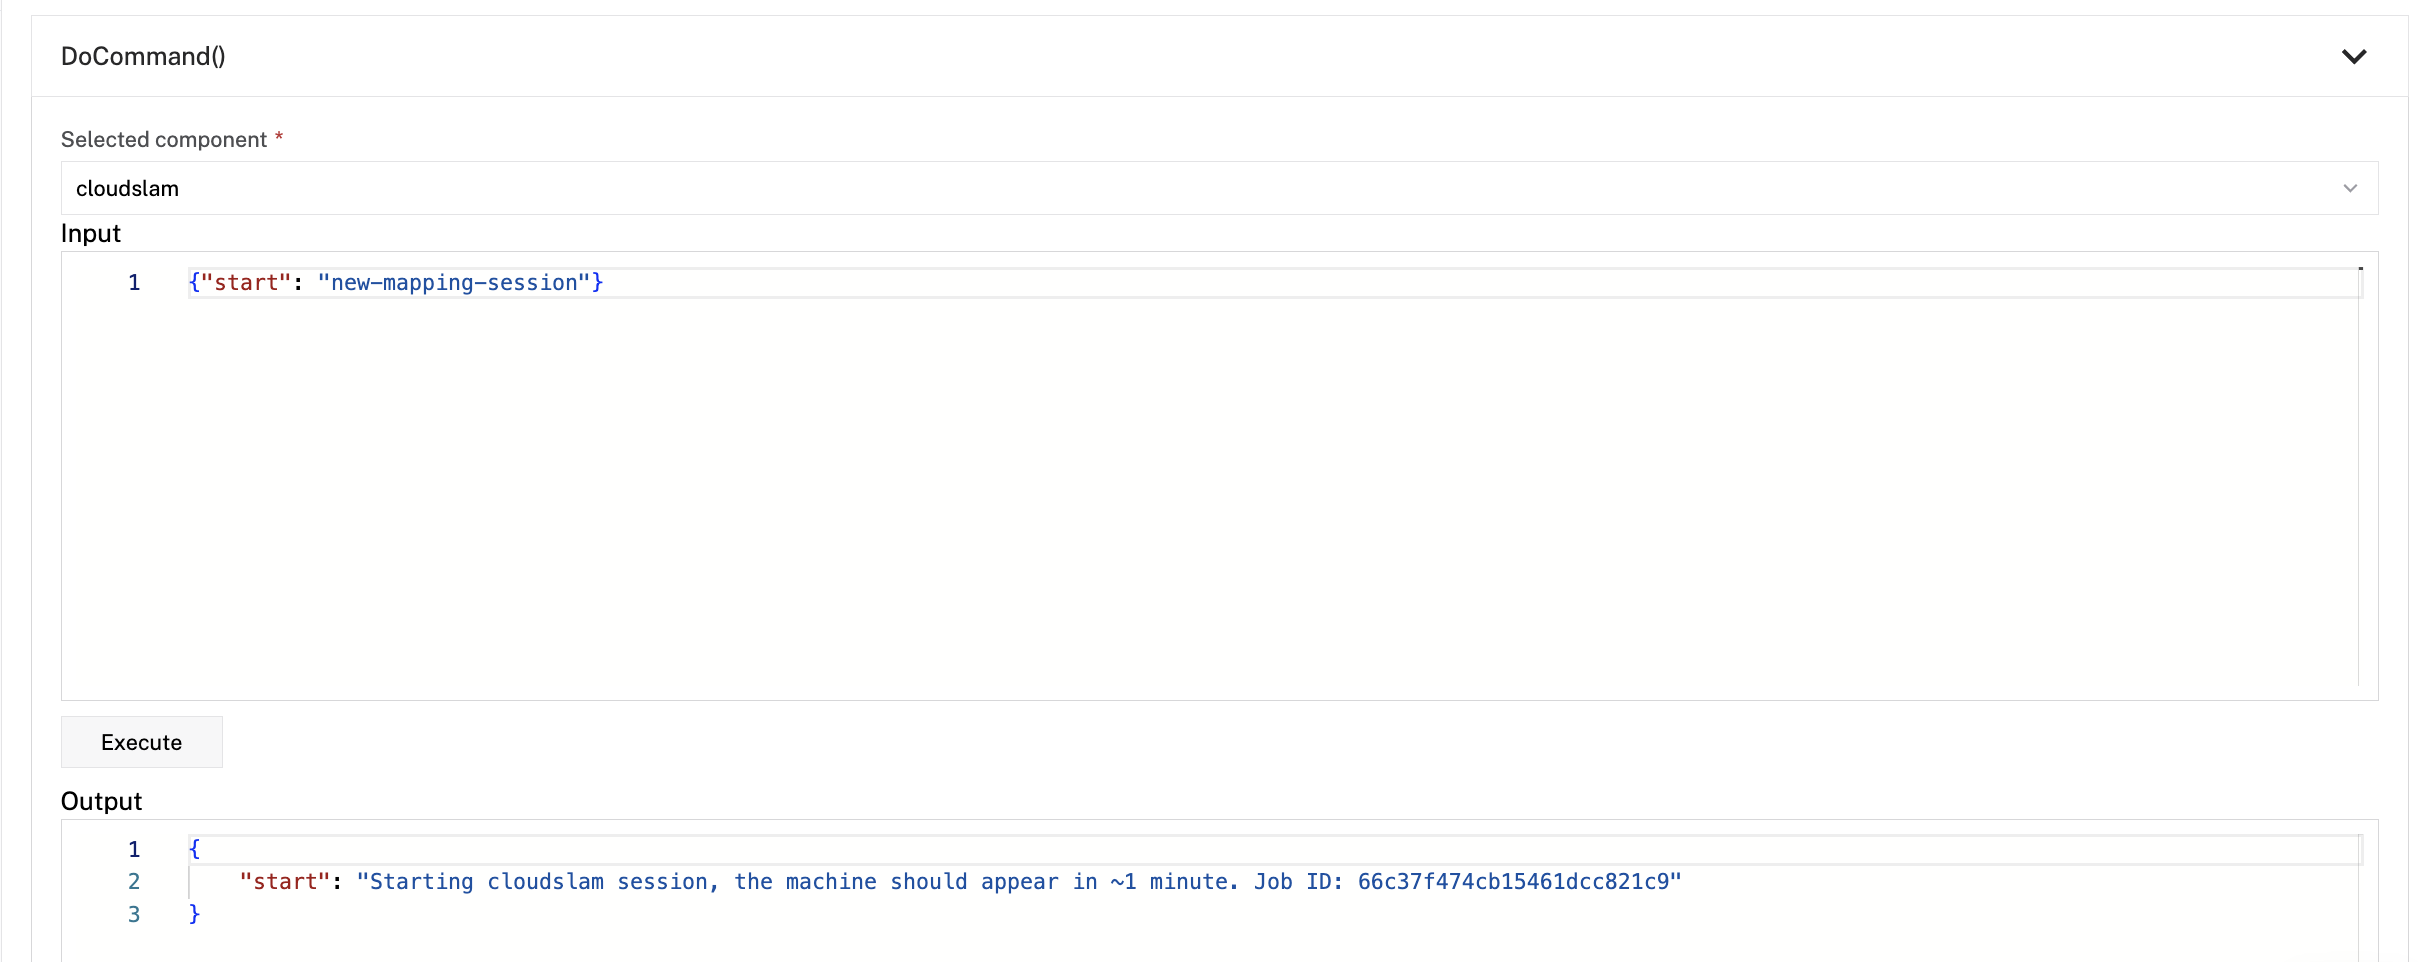 DoCommand()
Selected component *
cloudslam
Input
1 {"start": "new-mapping-session"}
Execute
Output
1 {
2 "start": "Starting cloudslam session, the machine should appear in ~1 minute. Job ID: 66c37f474cb15461dcc821c9"
3 }